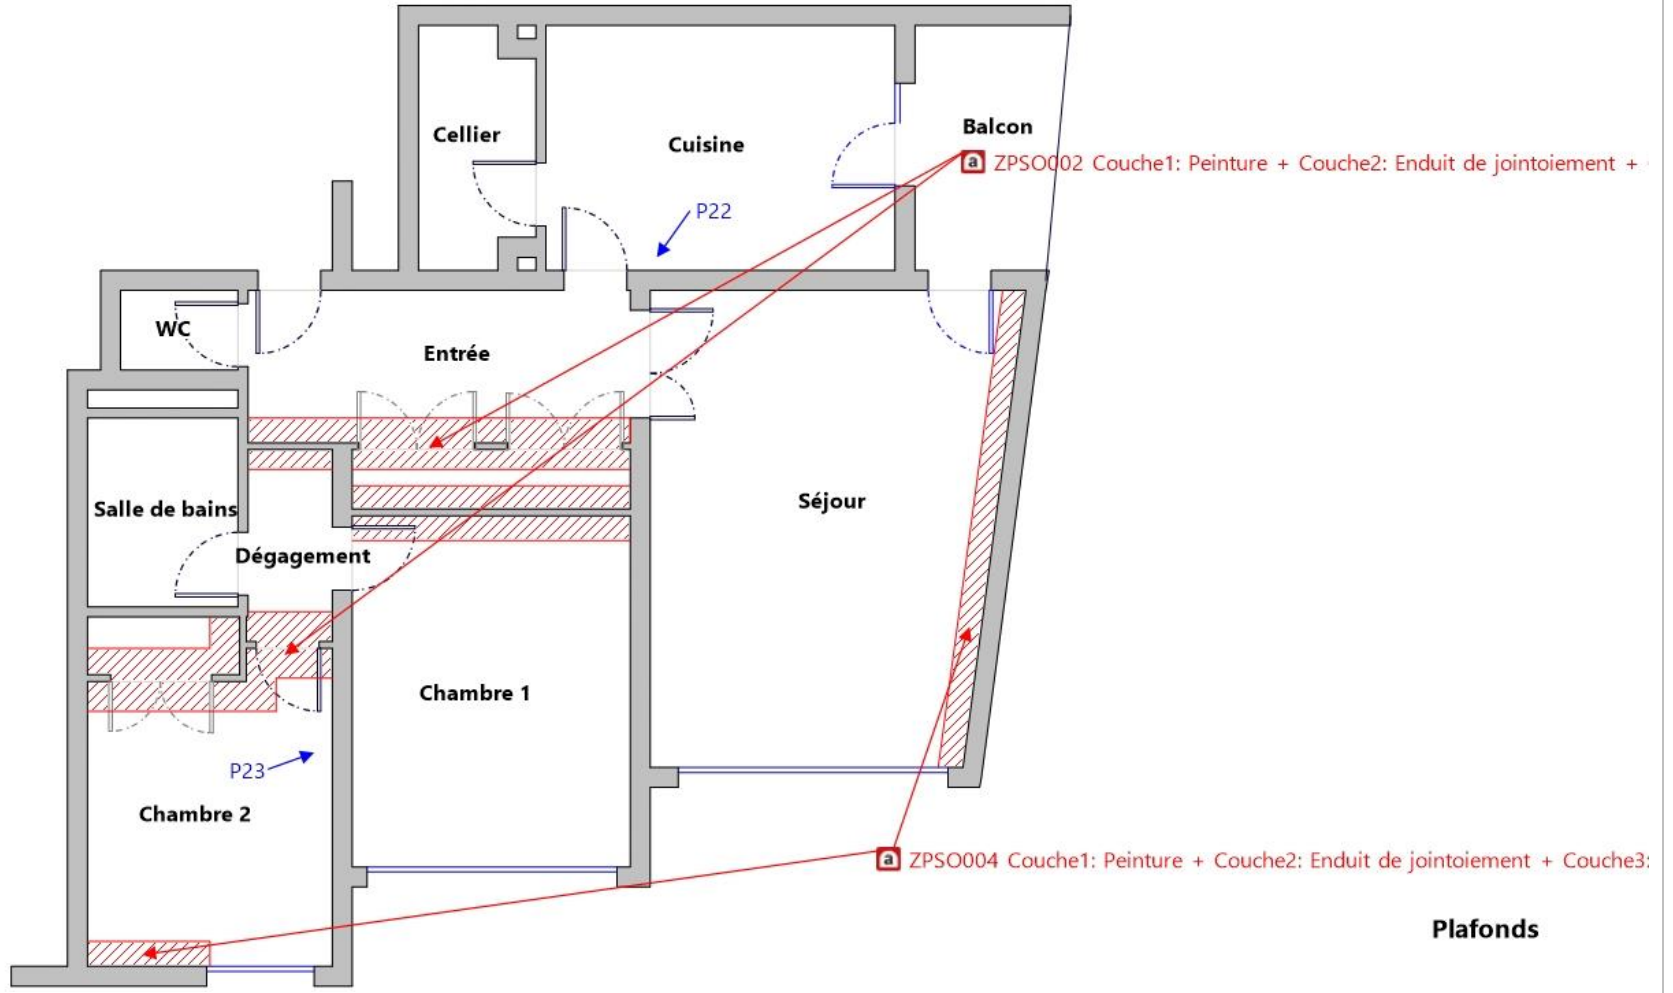 Cellier
Cuisine
Balcon
a ZPSO002 Couche1: Peinture + Couche2: Enduit de jointoiement +
P22
WC
Entrée
Salle de bains
Séjour
Dégagement
Chambre 1
P23
Chambre 2
a ZPSO004 Couche1: Peinture + Couche2: Enduit de jointoiement + Couche3:
Plafonds